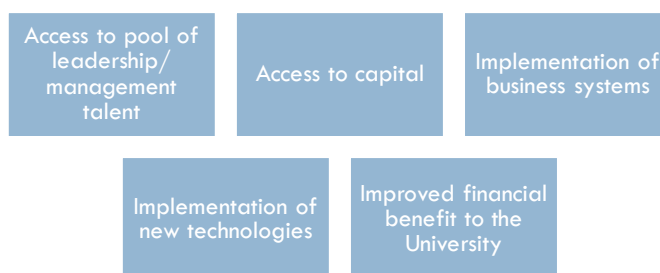 Access to pool of
leadership/
management
talent
Access to capital
Implementation of
business systems
Implementation of
new technologies
Improved financial
benefit to the
University